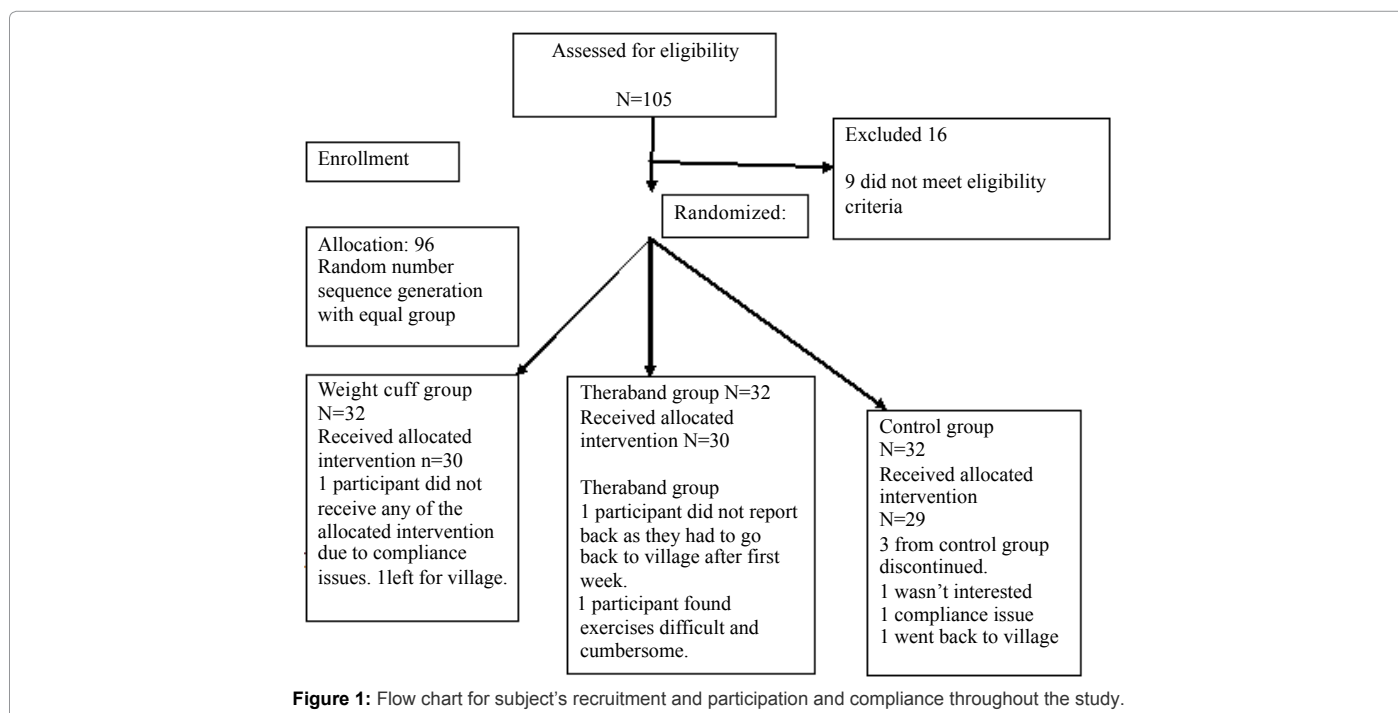 Assessed for eligibility
N=105
Excluded 16
9 did not meet eligibility
criteria
Enrollment
Randomized:
Allocation: 96
Random number
sequence generation
with equal group
Weight cuff group
N=32
Received allocated
intervention n=30
1 participant did not
receive any of the
allocated intervention
due to compliance
issues. 1left for village.
Theraband group N=32
Received allocated
intervention N=30
Theraband group
1 participant did not report
back as they had to go
back to village after first
week.
1 participant found
exercises difficult and
cumbersome.
Control group
N=32
Received allocated
intervention
N=29
3 from control group
discontinued.
1 wasn’t interested
1 compliance issue
1 went back to village
Figure 1: Flow chart for subject’s recruitment and participation and compliance throughout the study.